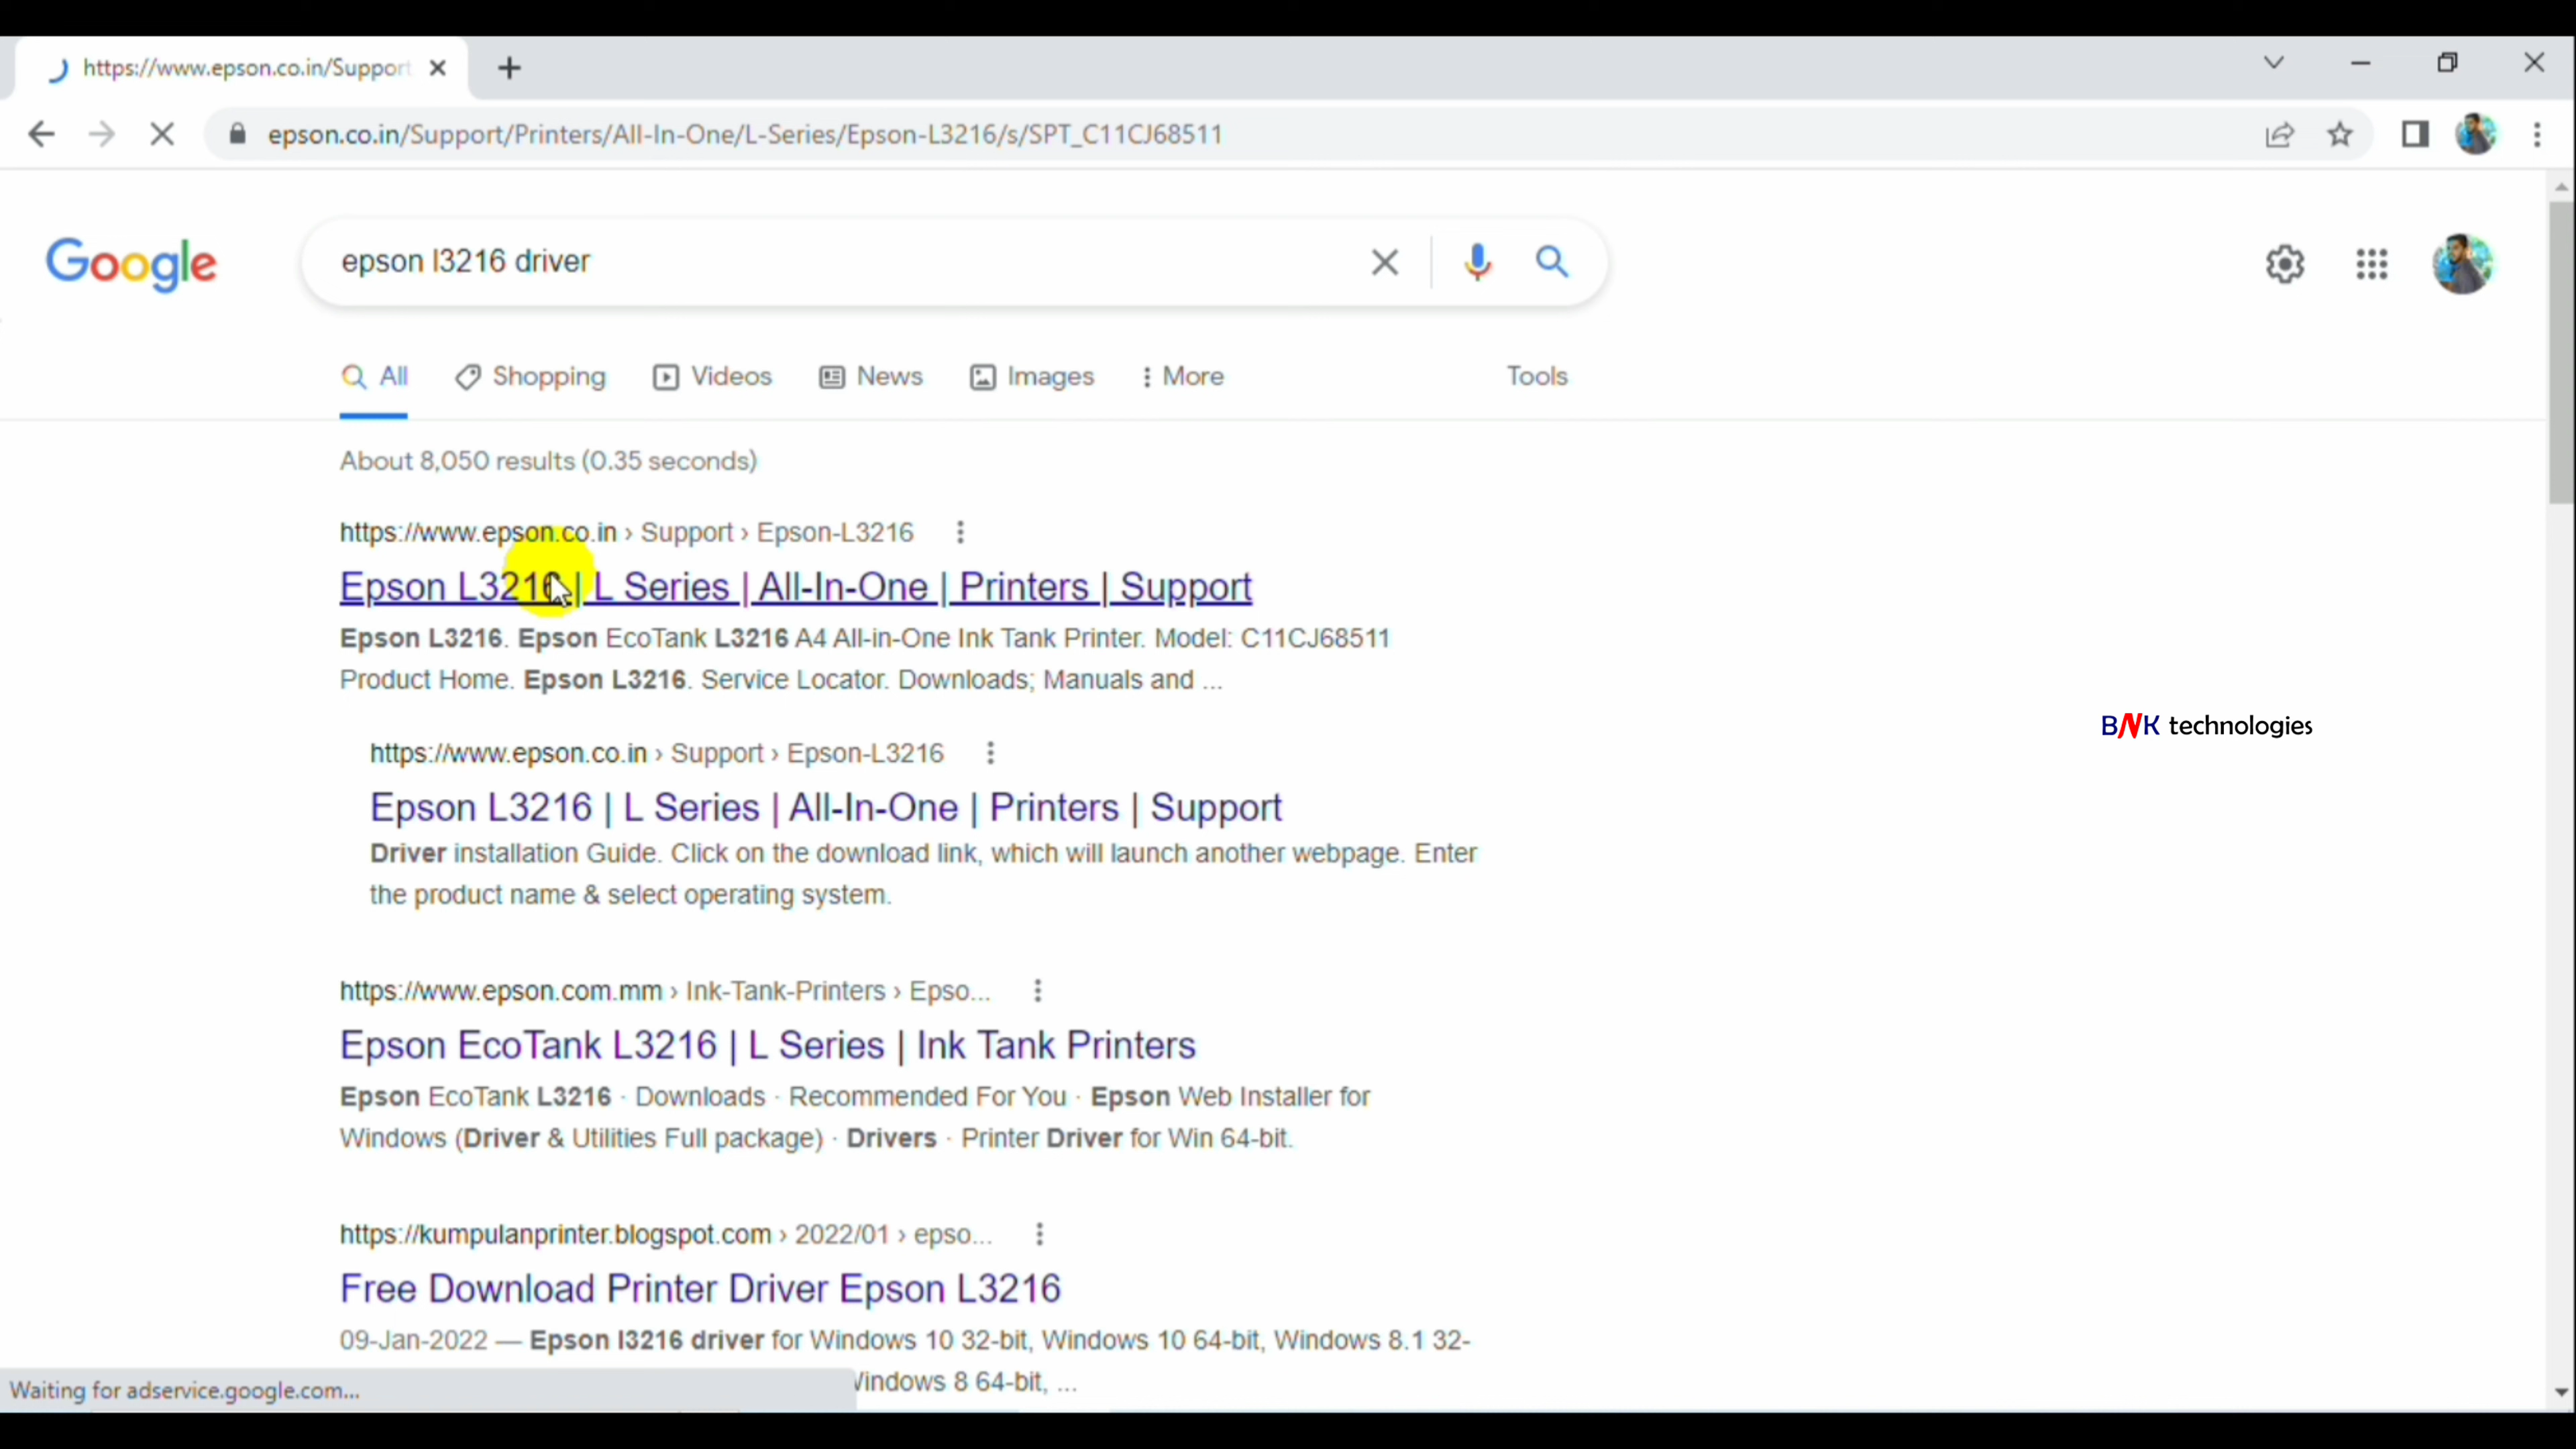 https://www.epson.co.in/Support
epson.co.in/Support/Printers/All-In-One/L-Series/Epson-L3216/s/SPT_C11CJ68511
Google
epson l3216 driver
All Shopping Videos News Images More Tools
About 8,050 results (0.35 seconds)
https://www.epson.co.in › Support › Epson-L3216
Epson L3216 | L Series | All-In-One | Printers | Support
Epson L3216. Epson EcoTank L3216 A4 All-in-One Ink Tank Printer. Model: C11CJ68511
Product Home. Epson L3216. Service Locator. Downloads; Manuals and ...
https://www.epson.co.in › Support › Epson-L3216
Epson L3216 | L Series | All-In-One | Printers | Support
Driver installation Guide. Click on the download link, which will launch another webpage. Enter
the product name & select operating system.
BNK technologies
https://www.epson.com.mm › Ink-Tank-Printers › Epso...
Epson EcoTank L3216 | L Series | Ink Tank Printers
Epson EcoTank L3216 · Downloads · Recommended For You · Epson Web Installer for
Windows (Driver & Utilities Full package) · Drivers · Printer Driver for Win 64-bit.
https://kumpulanprinter.blogspot.com › 2022/01 › epso...
Free Download Printer Driver Epson L3216
09-Jan-2022 — Epson l3216 driver for Windows 10 32-bit, Windows 10 64-bit, Windows 8.1 32-
Windows 8 64-bit, ...
Waiting for adservice.google.com...